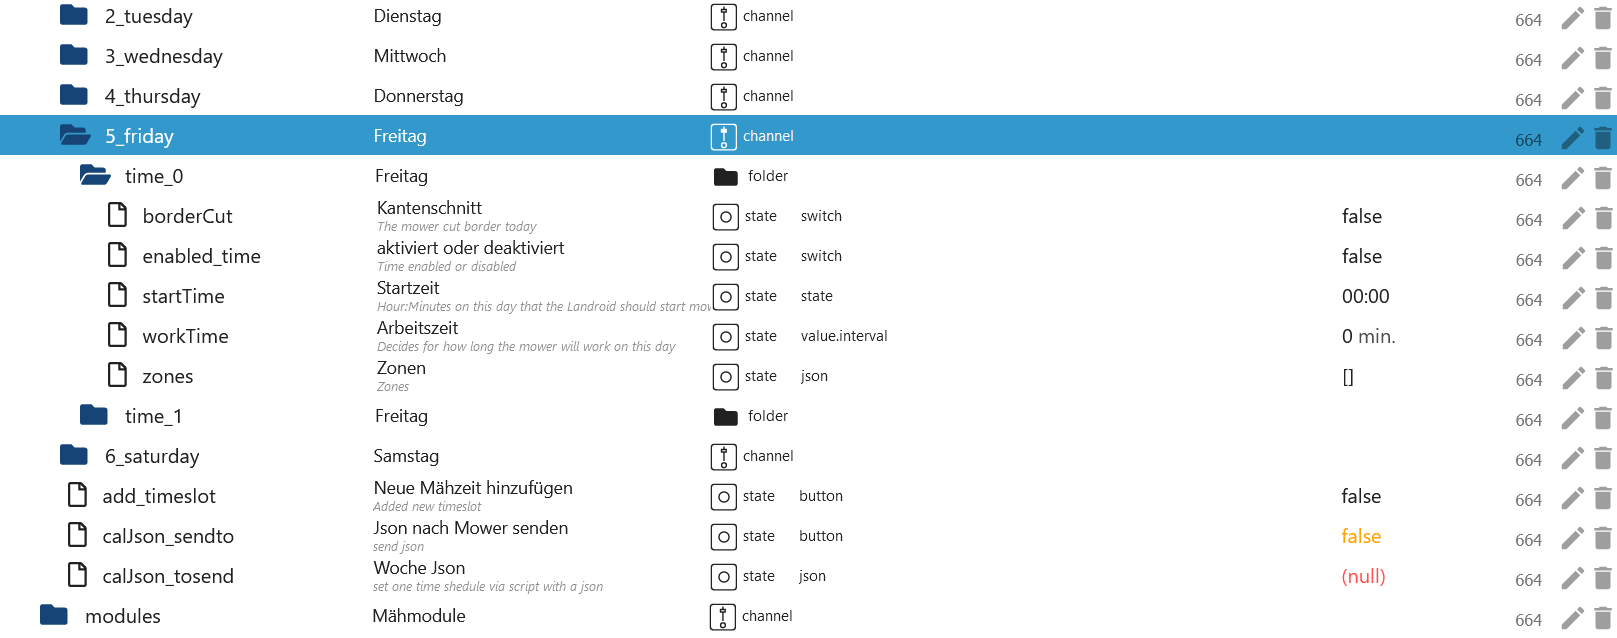 2_tuesday Dienstag channel 664
3_wednesday Mittwoch channel 664
4_thursday Donnerstag channel 664
5_friday Freitag channel 664
time_0 Freitag folder 664
borderCut Kantenschnitt state switch false 664
The mower cut border today
enabled_time aktiviert oder deaktiviert state switch false 664
Time enabled or disabled
startTime Startzeit state state 00:00 664
Hour:Minutes on this day that the Landroid should start mov
workTime Arbeitszeit state value.interval 0 min. 664
Decides for how long the mower will work on this day
zones Zonen state json [] 664
Zones
time_1 Freitag folder 664
6_saturday Samstag channel 664
add_timeslot Neue Mähzeit hinzufügen state button false 664
Added new timeslot
calJson_sendto Json nach Mower senden state button false 664
send json
calJson_tosend Woche Json state json (null) 664
set one time shedule via script with a json
modules Mähmodule channel 664